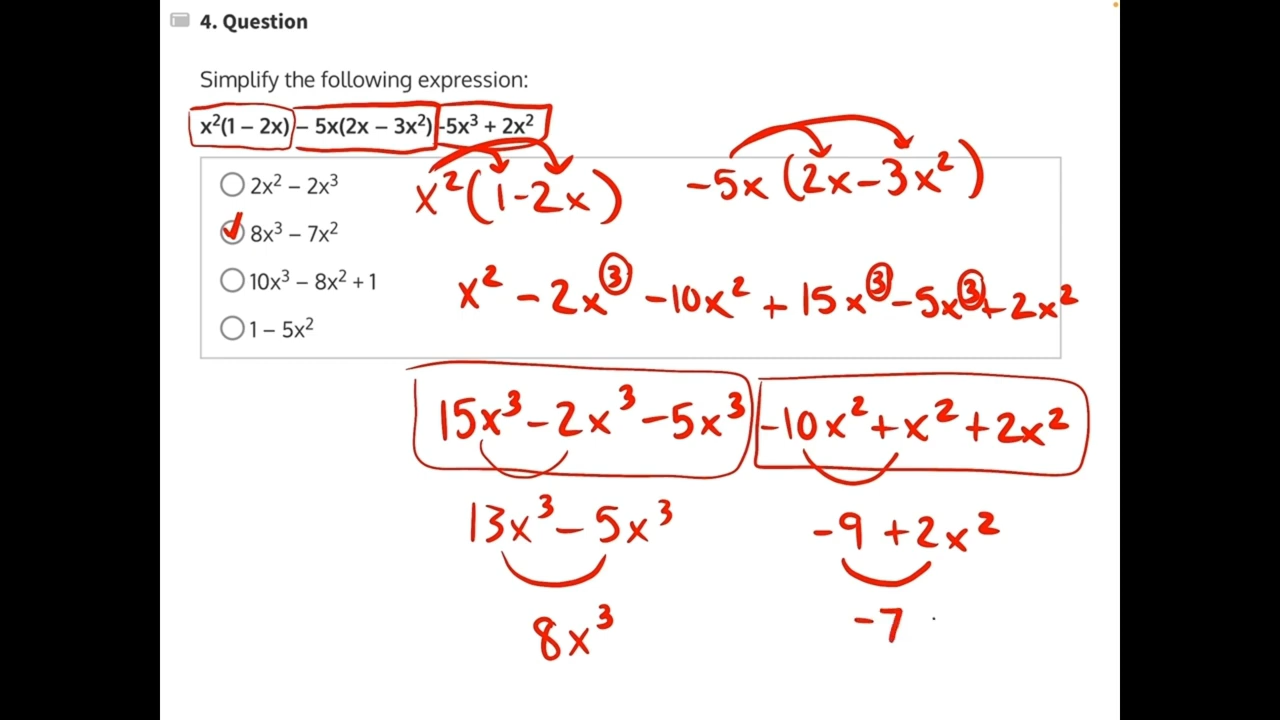 4. Question
Simplify the following expression:
x²(1 – 2x) – 5x(2x – 3x²) -5x³ + 2x²
2x² – 2x³
8x³ – 7x²
10x³ – 8x² + 1
1 – 5x²
x²(1-2x)
-5x(2x-3x²)
x² - 2x³ - 10x² + 15x³ - 5x³ + 2x²
15x³ - 2x³ - 5x³ -10x² + x² + 2x²
13x³ - 5x³
-9 + 2x²
8x³
-7